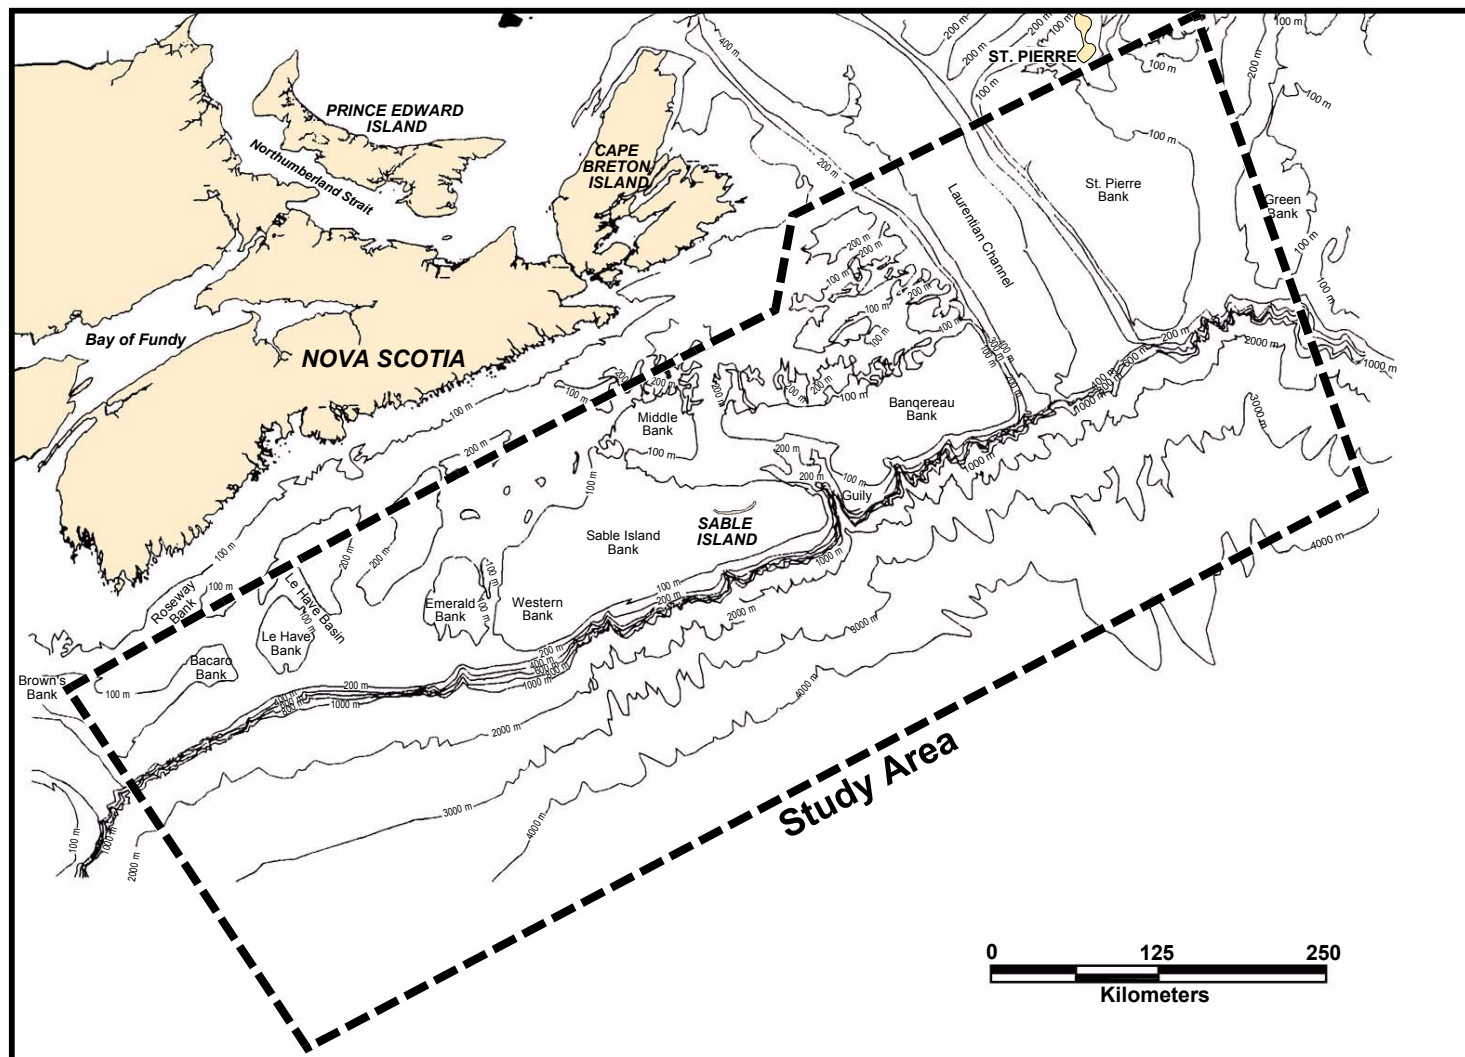 ST. PIERRE
PRINCE EDWARD
ISLAND
Northumberland
Strait
CAPE
BRETON
ISLAND
Laurentian Channel
St. Pierre
Bank
Green
Bank
Bay of Fundy
NOVA SCOTIA
Middle
Bank
Banqereau
Bank
Guily
SABLE
ISLAND
Sable Island
Bank
Roseway
Bank
Le Have Basin
Le Have
Bank
Emerald
Bank
Western
Bank
Bacaro
Bank
Brown's
Bank
100 m
200 m
400 m
600 m
800 m
1000 m
2000 m
3000 m
4000 m
Study Area
0 125 250
Kilometers